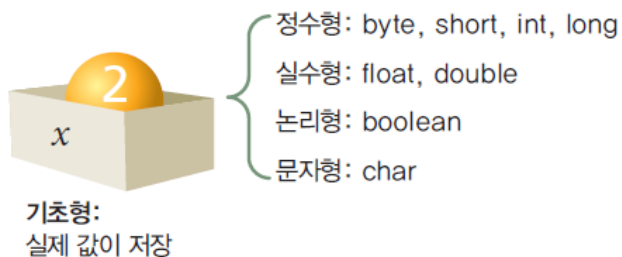 정수형: byte, short, int, long
실수형: float, double
논리형: boolean
문자형: char
2
x
기초형:
실제 값이 저장